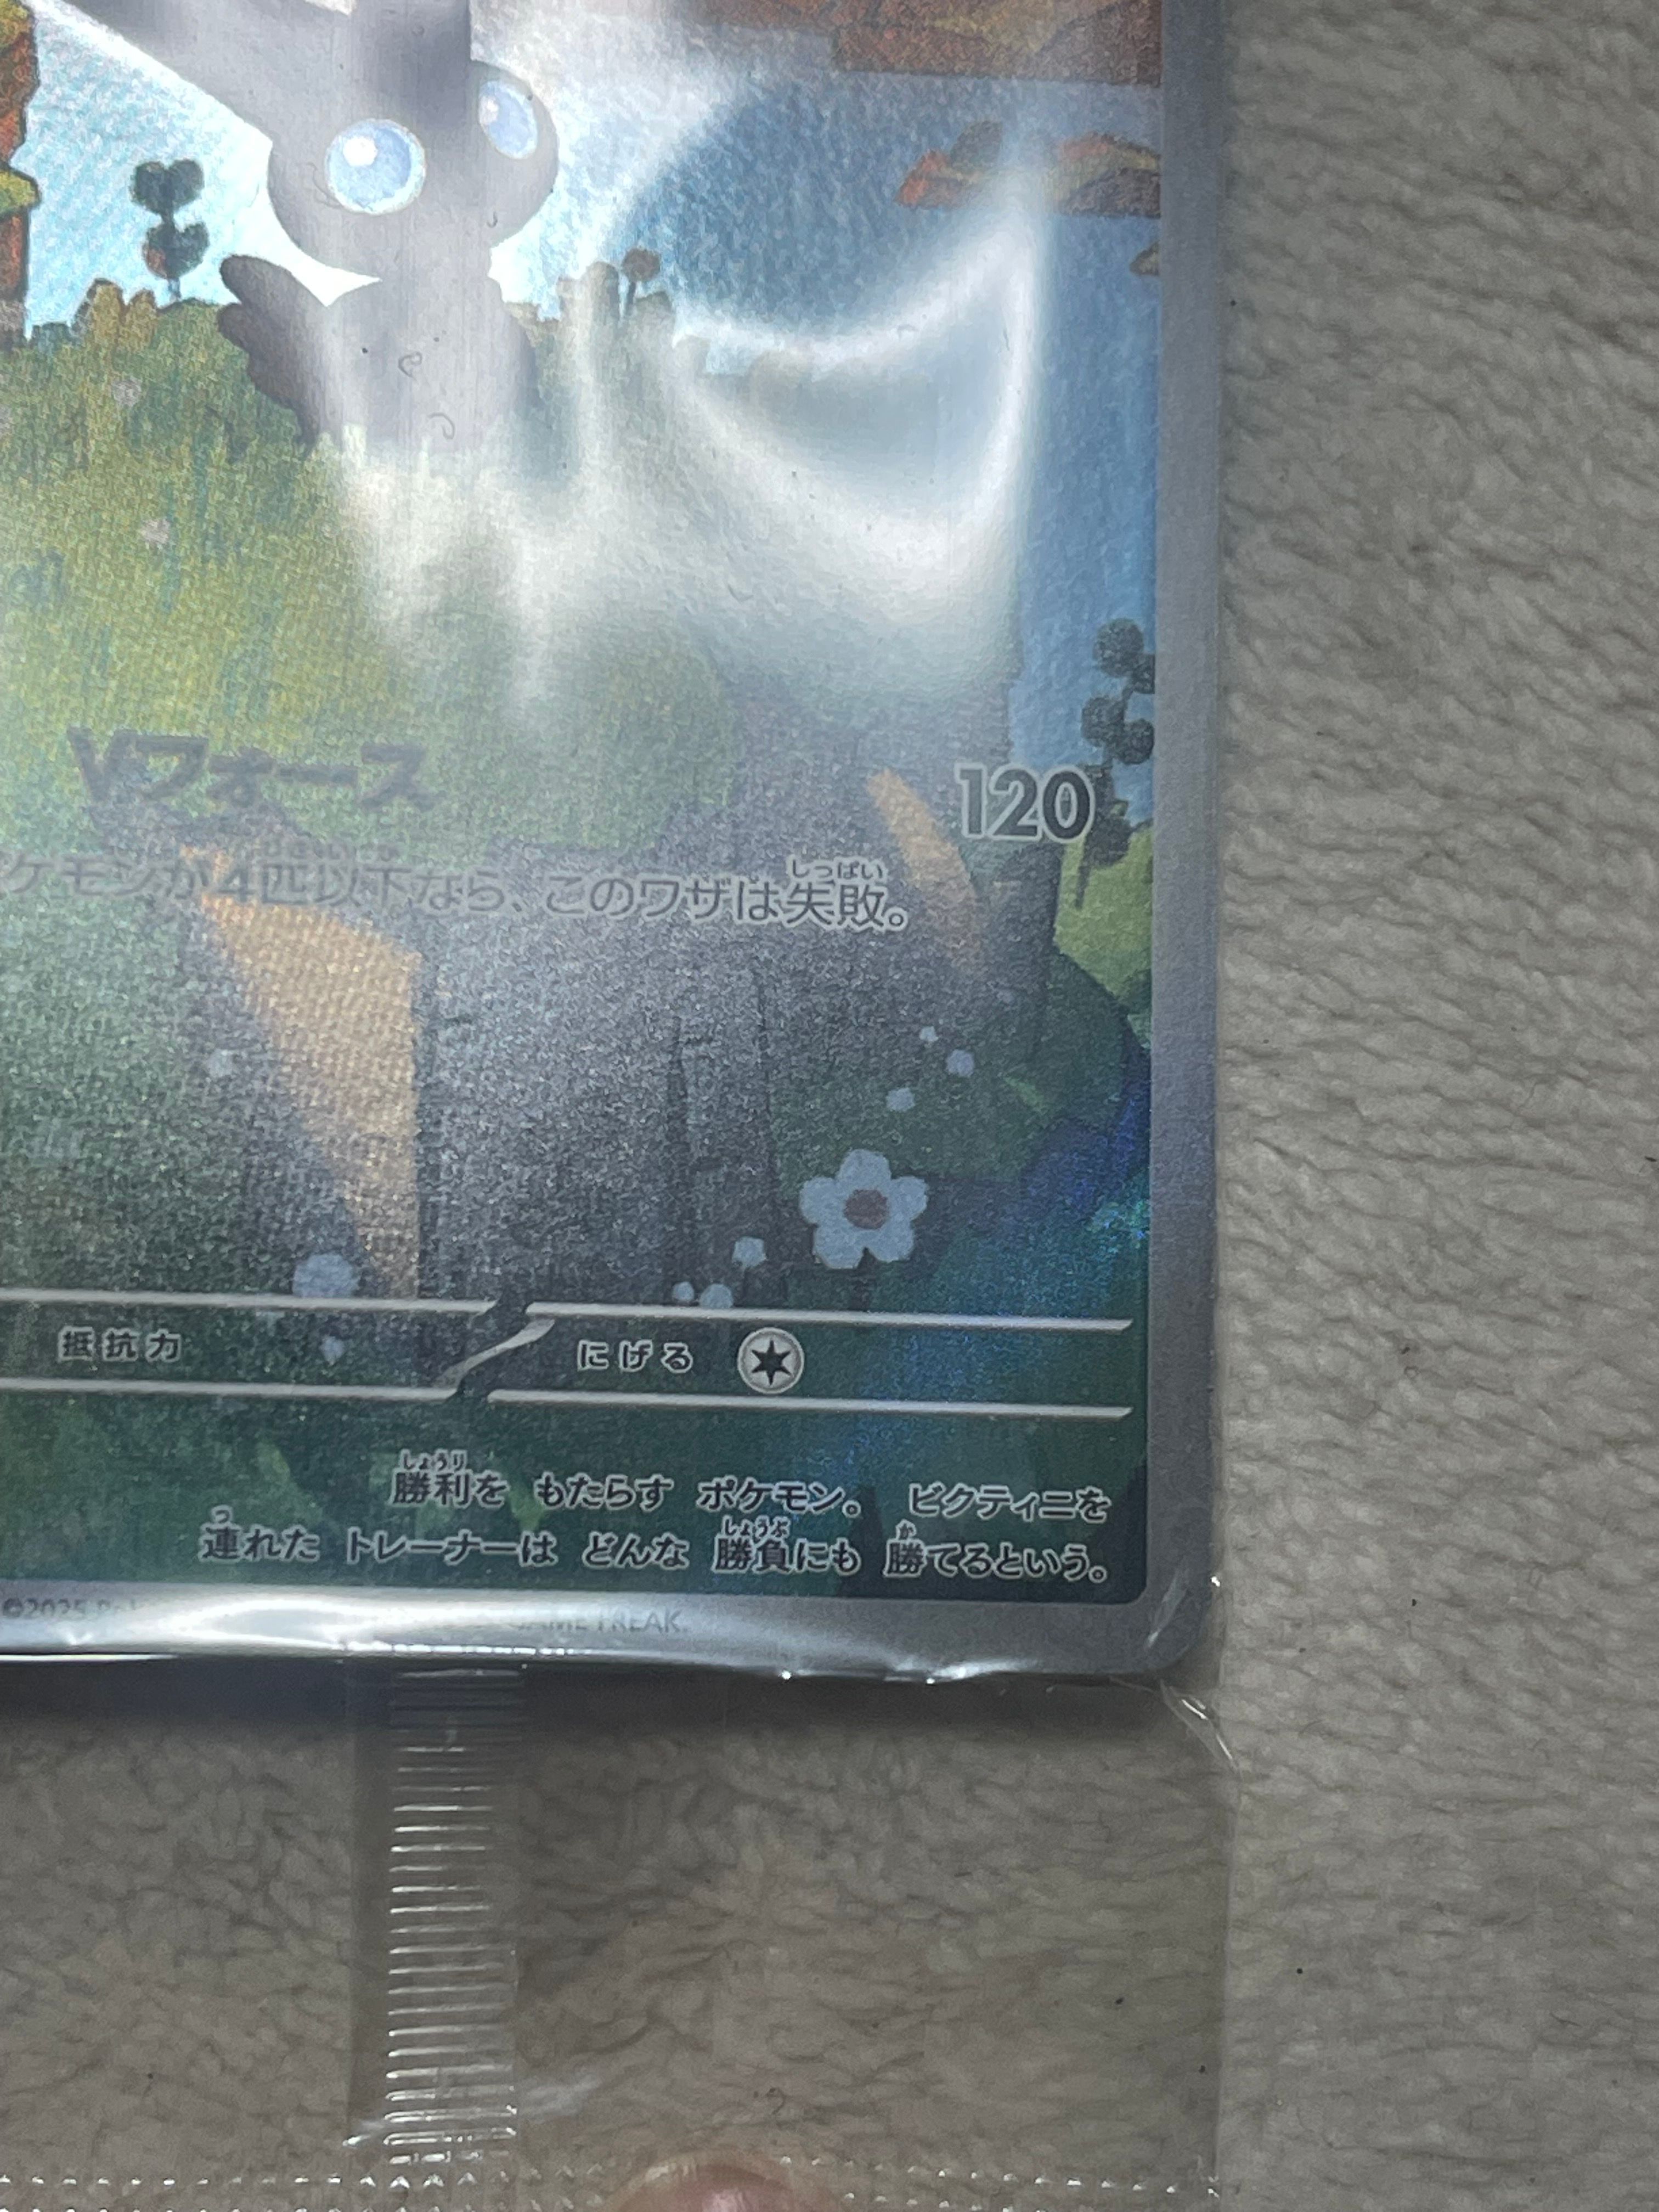 Vフォース
120
ケモンが4匹以下なら、このワザは失敗。
しっぱい
抵抗力
にげる
しょうり
勝利を もたらす ポケモン。 ビクティニを
つ しょうぶ か
連れた トレーナーは どんな 勝負にも 勝てるという。
©2025 GAME FREAK.